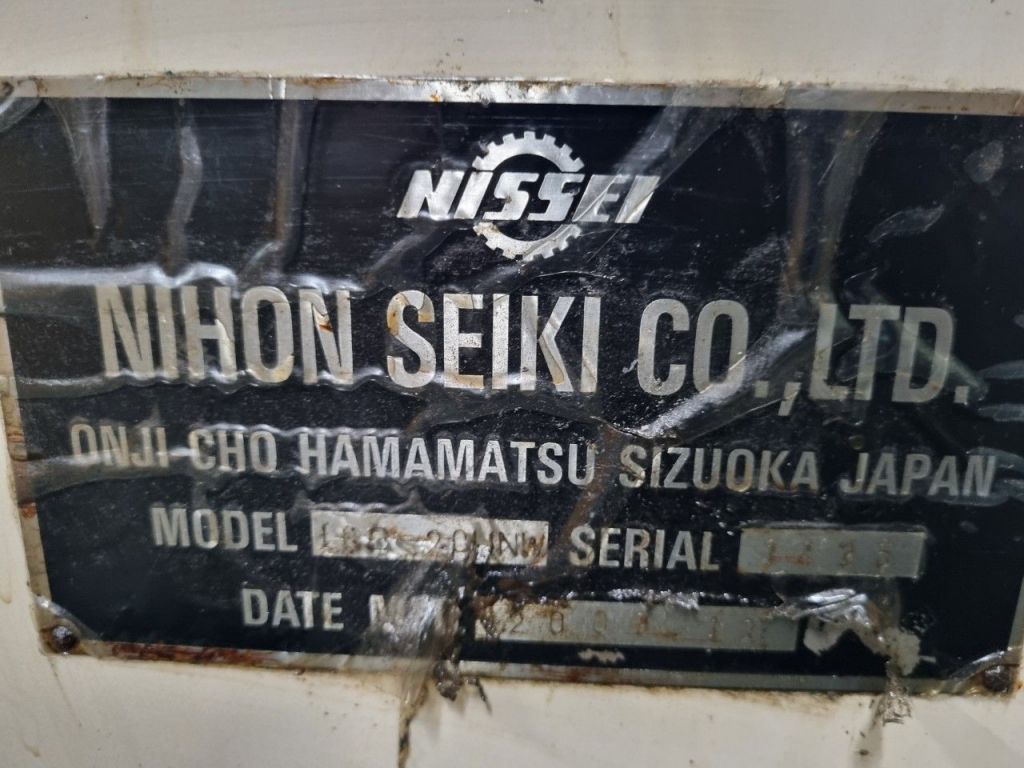 NISSEI
NIHON SEIKI CO.,LTD.
ONJI-CHO HAMAMATSU SIZUOKA JAPAN
MODEL SERIAL
DATE